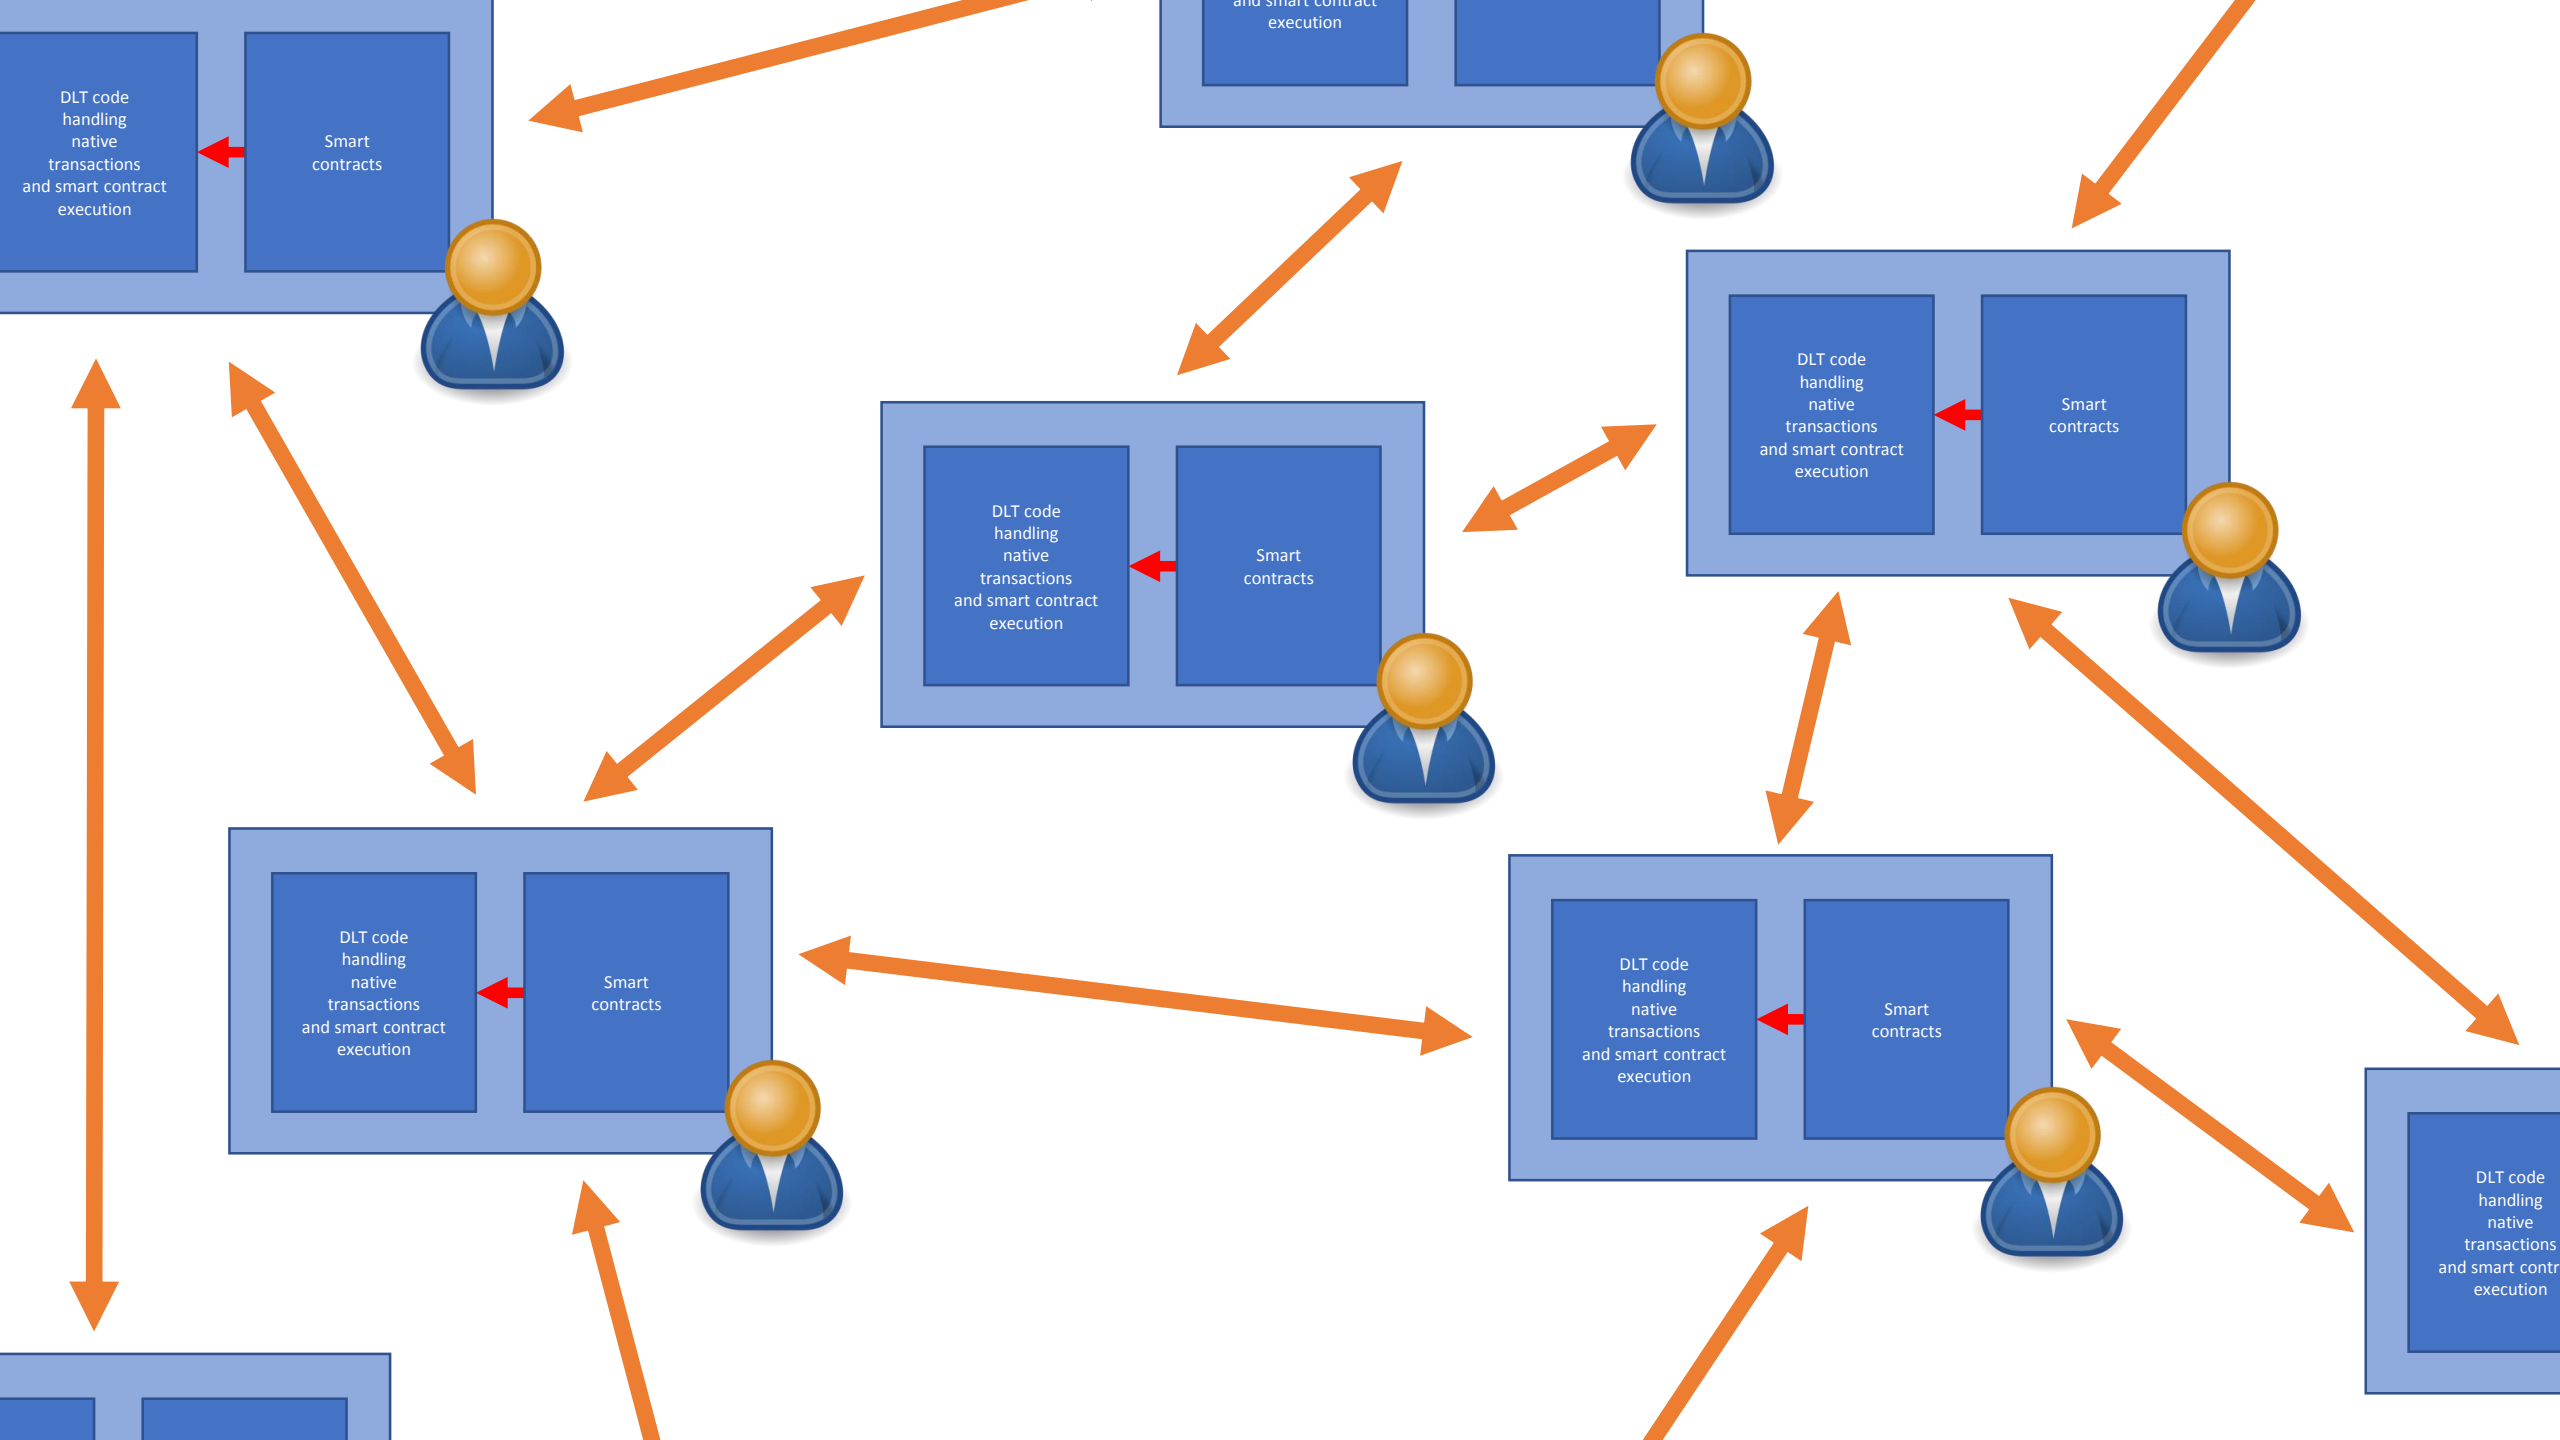 and smart contract
execution
DLT code
handling
native
transactions
and smart contract
execution
Smart
contracts
DLT code
handling
native
transactions
and smart contract
execution
Smart
contracts
DLT code
handling
native
transactions
and smart contract
execution
Smart
contracts
DLT code
handling
native
transactions
and smart contract
execution
Smart
contracts
DLT code
handling
native
transactions
and smart contract
execution
Smart
contracts
DLT code
handling
native
transactions
and smart contr
execution